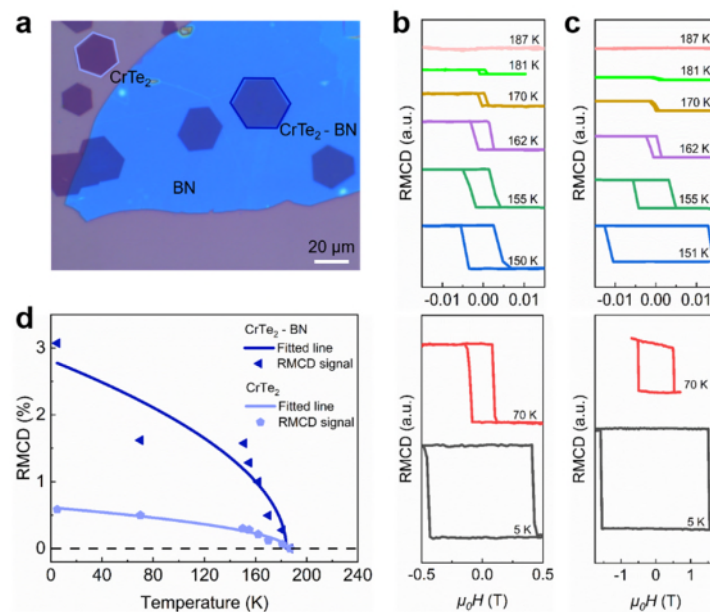 a
CrTe2
CrTe2 - BN
BN
20 μm
b
187 K
181 K
170 K
162 K
155 K
150 K
RMCD (a.u.)
-0.01 0.00 0.01
70 K
5 K
RMCD (a.u.)
-0.5 0.0 0.5
μ0H (T)
c
187 K
181 K
170 K
162 K
155 K
151 K
RMCD (a.u.)
-0.01 0.00 0.01
70 K
5 K
RMCD (a.u.)
-1 0 1
μ0H (T)
d
CrTe2 - BN
Fitted line
RMCD signal
CrTe2
Fitted line
RMCD signal
3
2
1
0
RMCD (%)
0 40 80 120 160 200 240
Temperature (K)